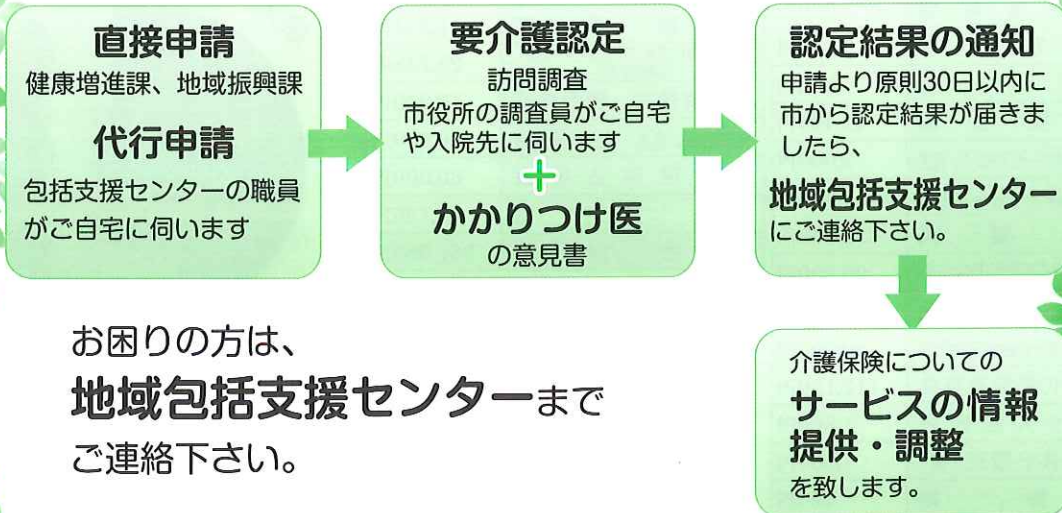 直接申請
健康増進課、地域振興課
代行申請
包括支援センターの職員
がご自宅に伺います
要介護認定
訪問調査
市役所の調査員がご自宅
や入院先に伺います
+
かかりつけ医
の意見書
認定結果の通知
申請より原則30日以内に
市から認定結果が届きま
したら、
地域包括支援センター
にご連絡下さい。
介護保険についての
サービスの情報
提供・調整
を致します。
お困りの方は、
地域包括支援センターまで
ご連絡下さい。